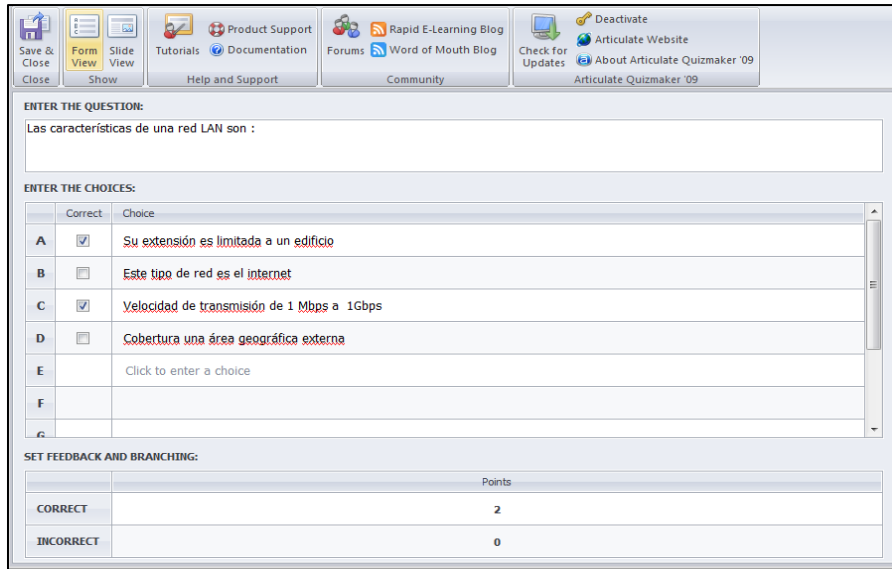 Save & Close
Form View
Slide View
Tutorials
Product Support
Documentation
Forums
Rapid E-Learning Blog
Word of Mouth Blog
Check for Updates
Deactivate
Articulate Website
About Articulate Quizmaker '09
Close
Show
Help and Support
Community
Articulate Quizmaker '09
ENTER THE QUESTION:
Las características de una red LAN son :
ENTER THE CHOICES:
Correct Choice
A Su extensión es limitada a un edificio
B Este tipo de red es el internet
C Velocidad de transmisión de 1 Mbps a 1Gbps
D Cobertura una área geográfica externa
E Click to enter a choice
F
G
SET FEEDBACK AND BRANCHING:
Points
CORRECT 2
INCORRECT 0